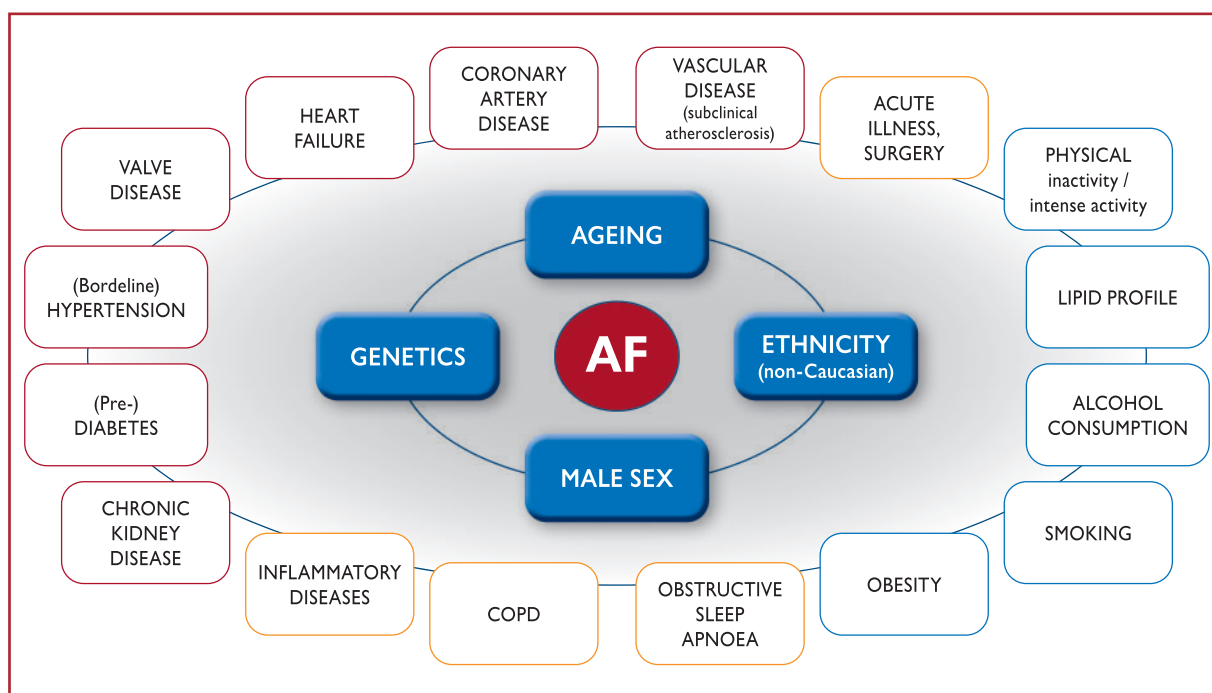 CORONARY
ARTERY
DISEASE
VASCULAR
DISEASE
(subclinical
atherosclerosis)
HEART
FAILURE
ACUTE
ILLNESS,
SURGERY
VALVE
DISEASE
PHYSICAL
inactivity /
intense activity
AGEING
(Bordeline)
HYPERTENSION
LIPID PROFILE
GENETICS
AF
ETHNICITY
(non-Caucasian)
(Pre-)
DIABETES
ALCOHOL
CONSUMPTION
MALE SEX
CHRONIC
KIDNEY
DISEASE
SMOKING
INFLAMMATORY
DISEASES
COPD
OBSTRUCTIVE
SLEEP
APNOEA
OBESITY